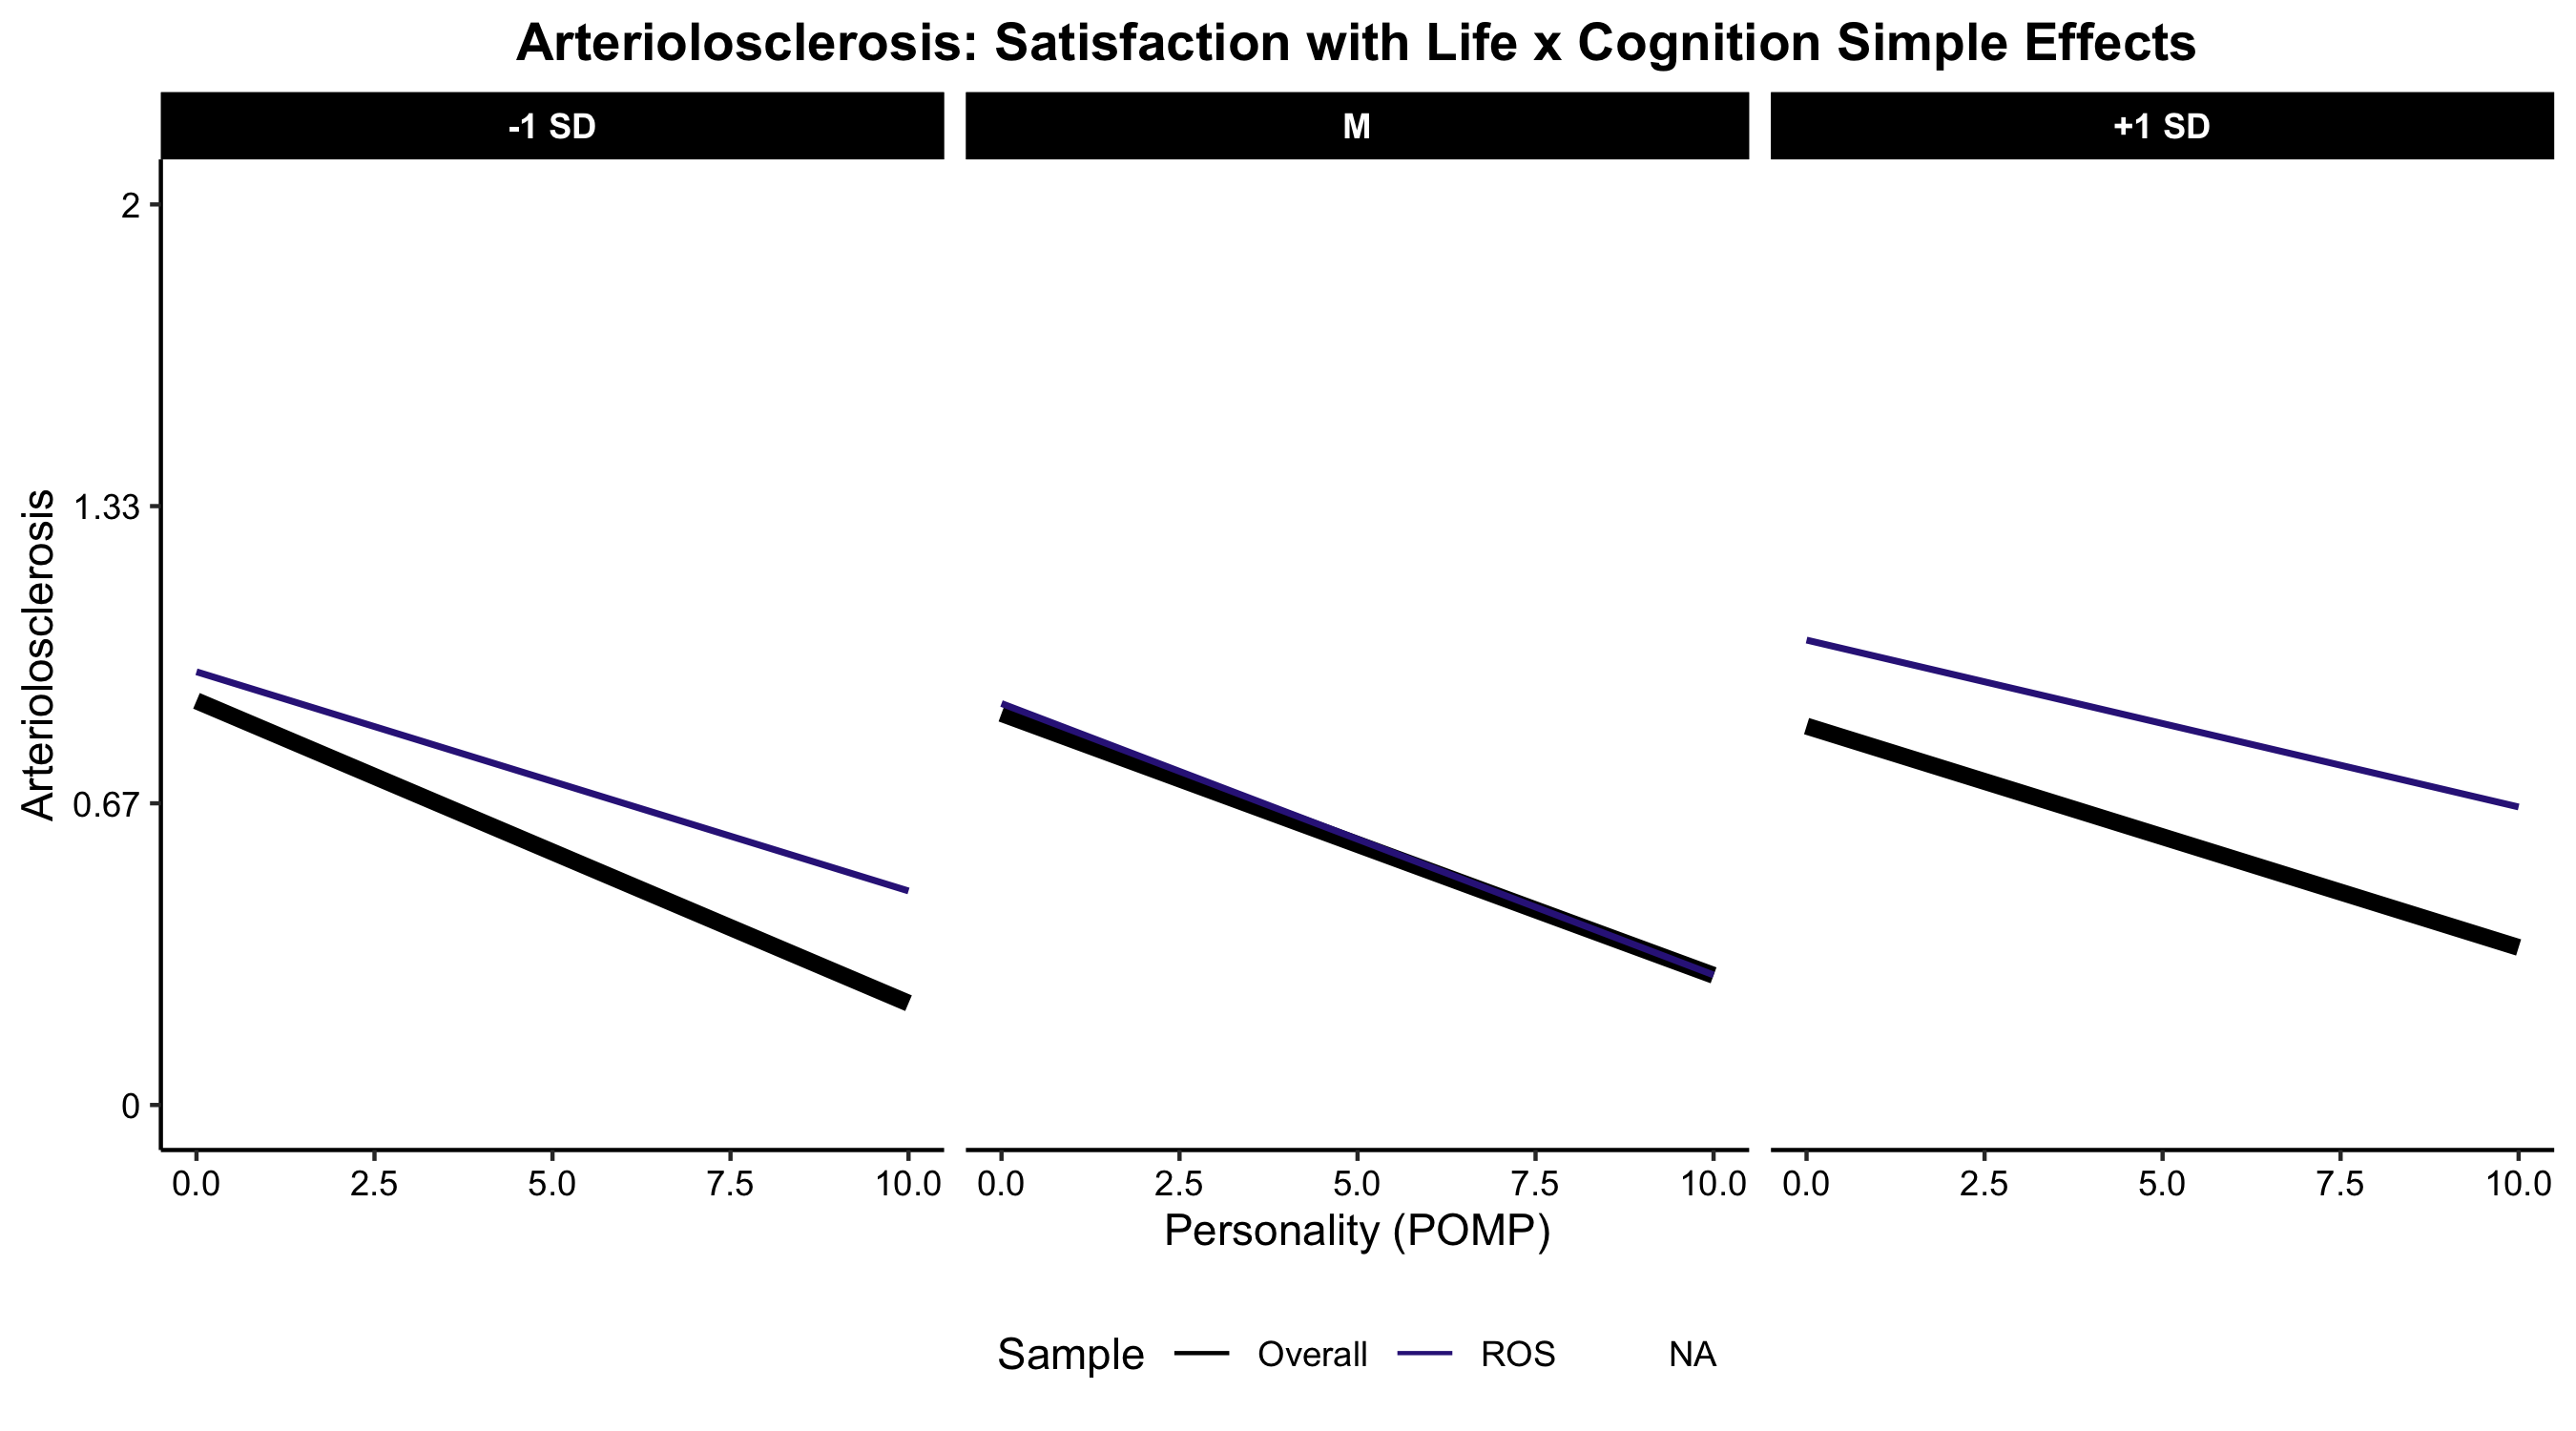 Arteriolosclerosis: Satisfaction with Life x Cognition Simple Effects
-1 SD
M
+1 SD
Arteriolosclerosis
2
1.33
0.67
0
0.0 2.5 5.0 7.5 10.0
0.0 2.5 5.0 7.5 10.0
0.0 2.5 5.0 7.5 10.0
Personality (POMP)
Sample Overall ROS NA